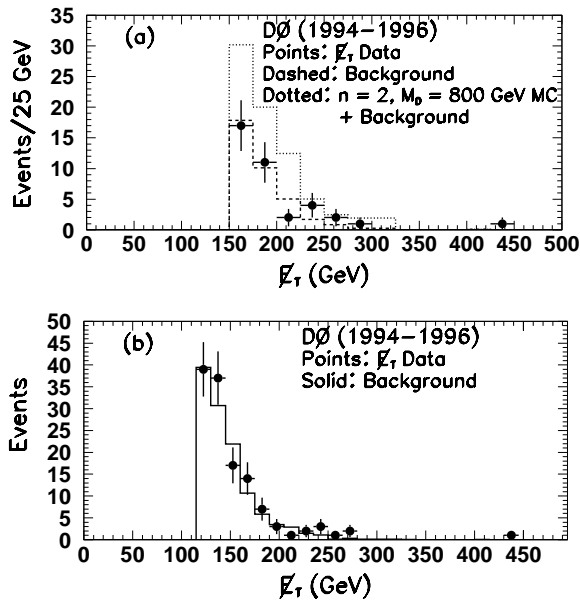 35
30
25
20
15
10
5
0
Events/25 GeV
(a)
DØ (1994–1996)
Points: E̸T Data
Dashed: Background
Dotted: n = 2, MD = 800 GeV MC
+ Background
0 50 100 150 200 250 300 350 400 450 500
E̸T (GeV)
50
45
40
35
30
25
20
15
10
5
0
Events
(b)
DØ (1994–1996)
Points: E̸T Data
Solid: Background
0 50 100 150 200 250 300 350 400 450
E̸T (GeV)